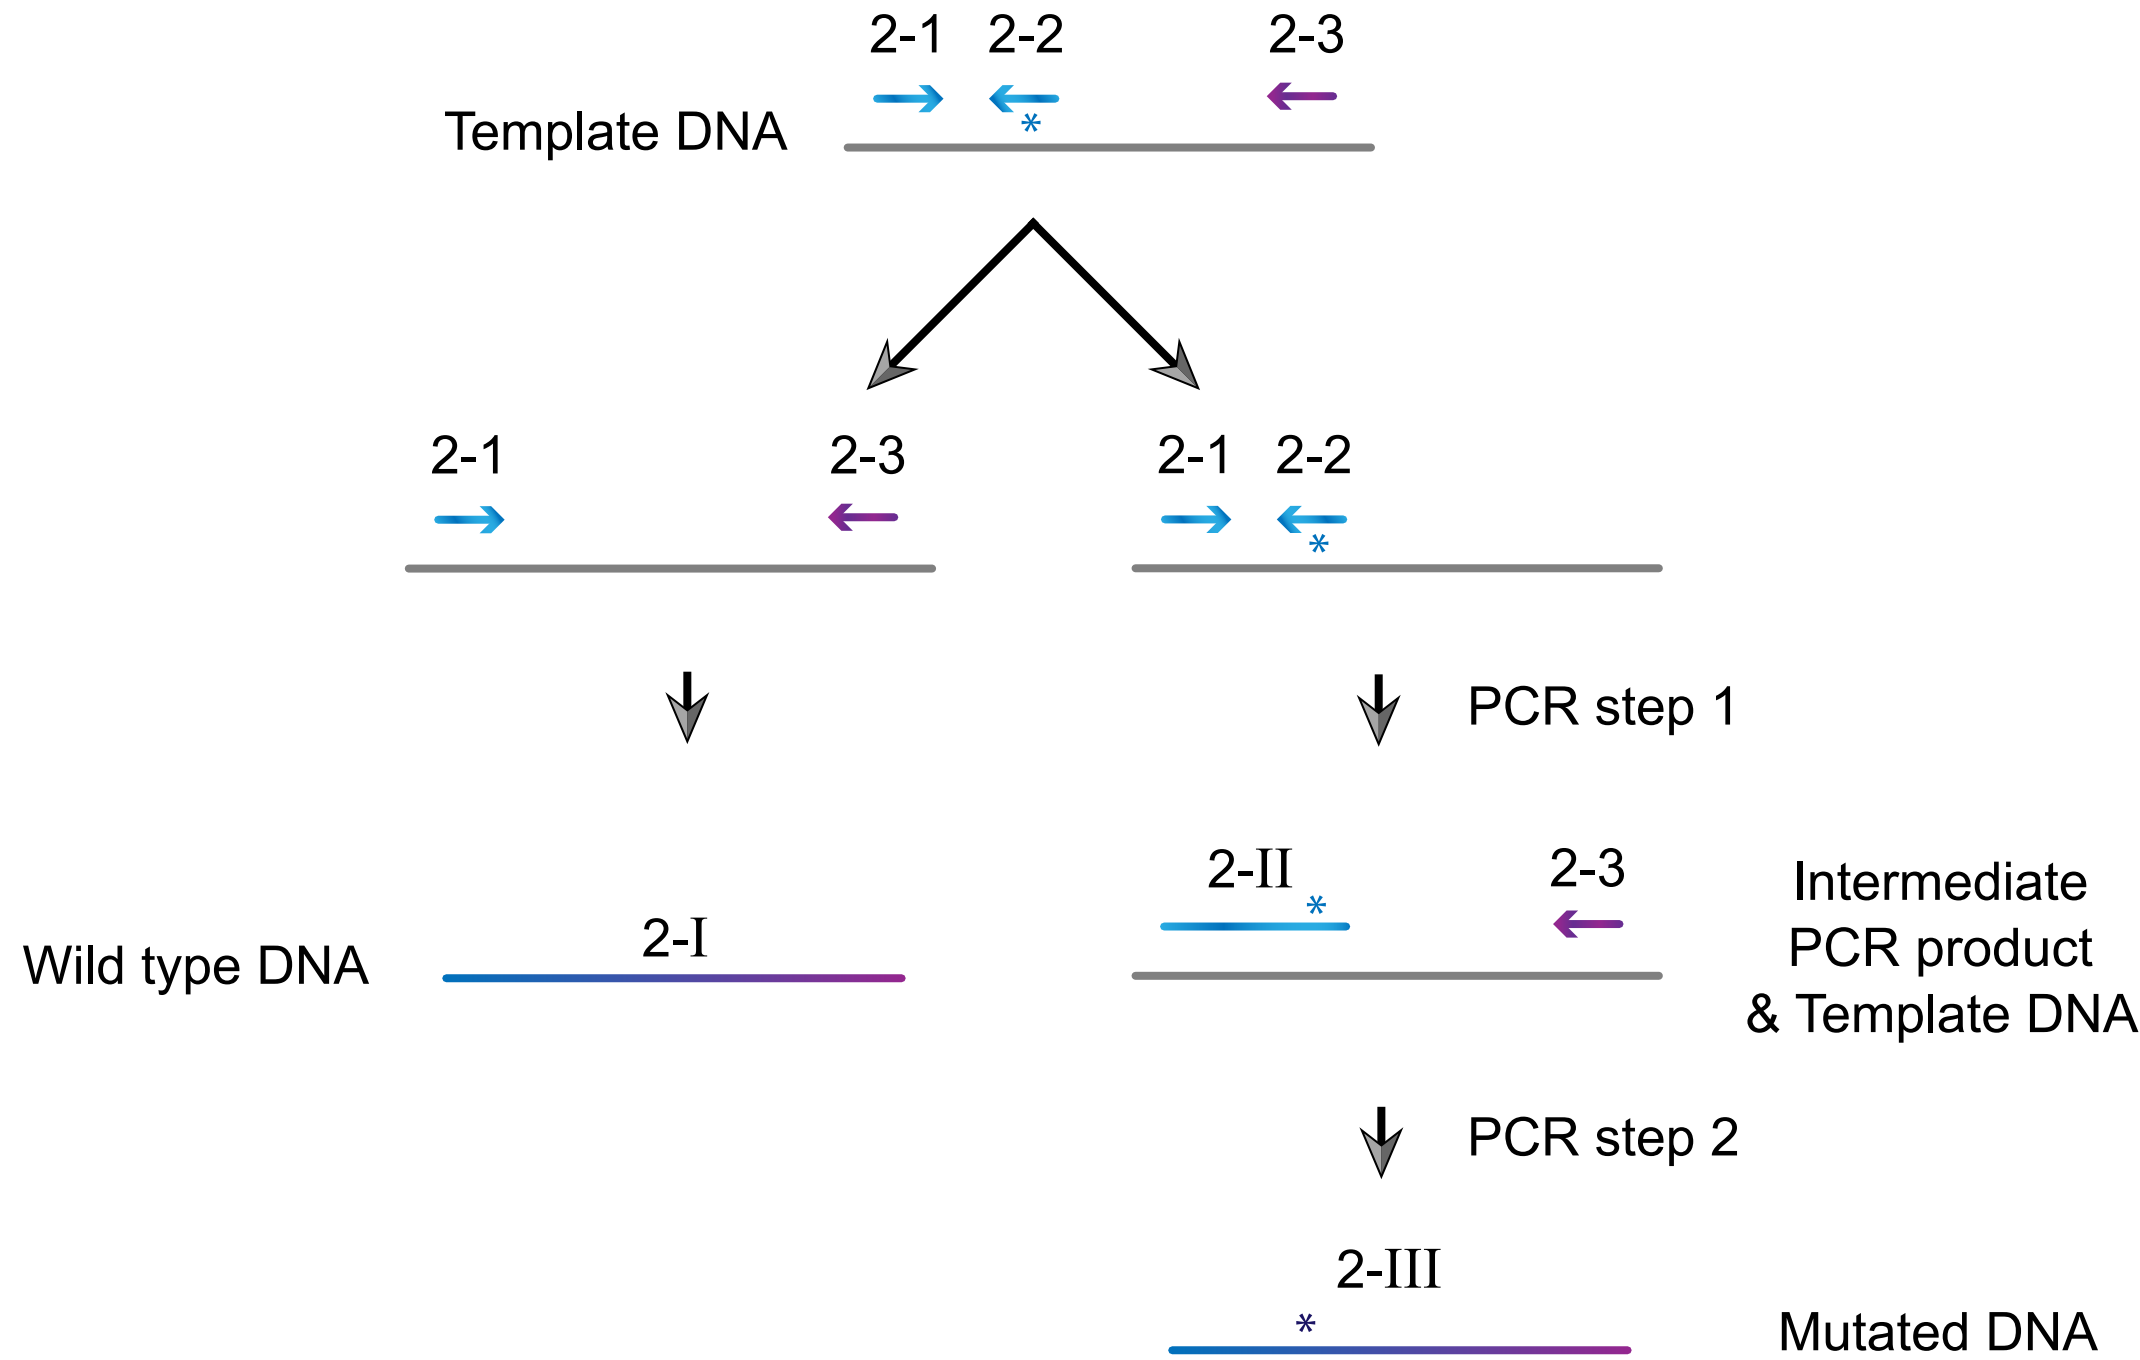 2-1 2-2 2-3
*
Template DNA
2-1 2-3 2-1 2-2
*
PCR step 1
2-II 2-3
*
2-I
Wild type DNA
Intermediate
PCR product
& Template DNA
PCR step 2
2-III
*
Mutated DNA